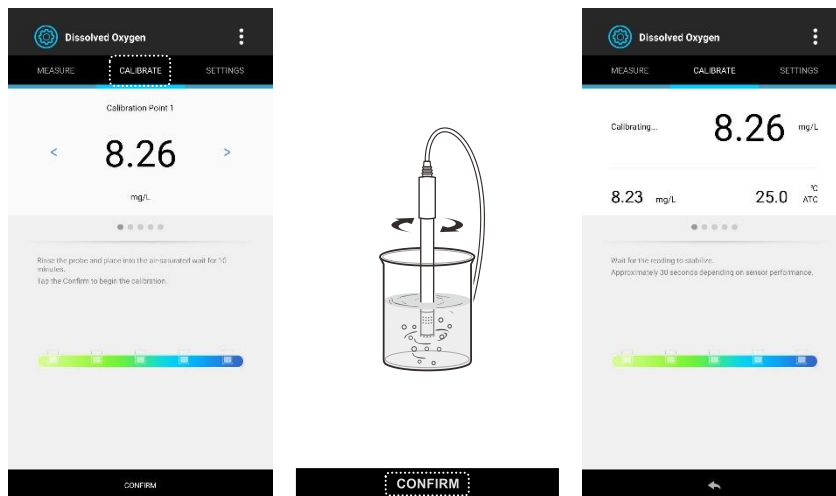 Dissolved Oxygen
MEASURE CALIBRATE SETTINGS
Calibration Point 1
< 8.26 >
mg/L
Rinse the probe and place into the air-saturated wait for 10
minutes.
Tap the Confirm to begin the calibration.
CONFIRM
CONFIRM
Dissolved Oxygen
MEASURE CALIBRATE SETTINGS
Calibrating... 8.26 mg/L
8.23 mg/L 25.0 °C
ATC
Wait for the reading to stabilize.
Approximately 30 seconds depending on sensor performance.